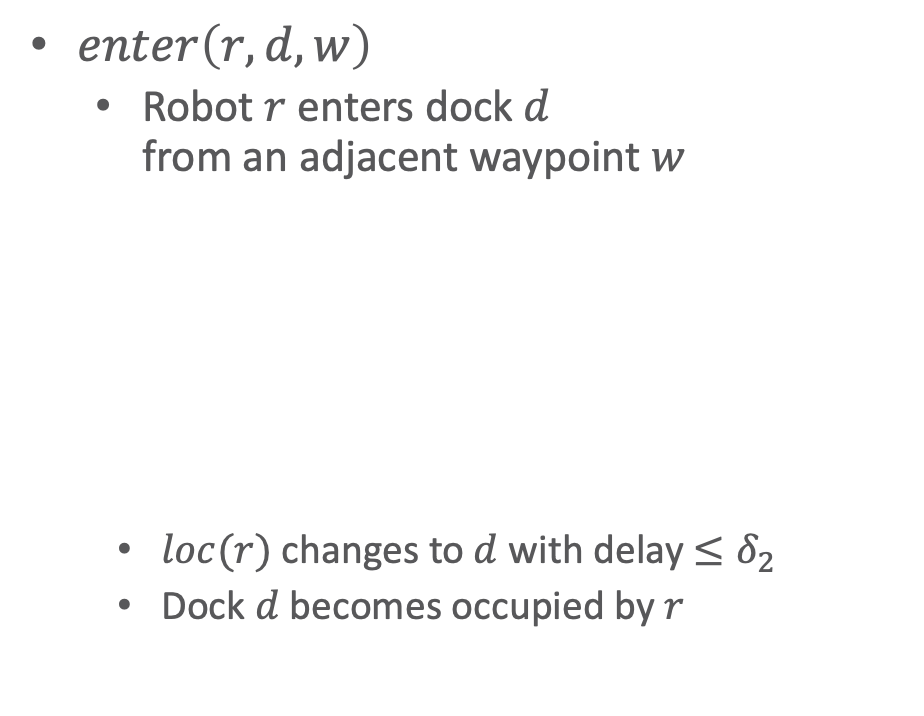 • enter(r, d, w)
• Robot r enters dock d
from an adjacent waypoint w
• loc(r) changes to d with delay ≤ δ₂
• Dock d becomes occupied by r